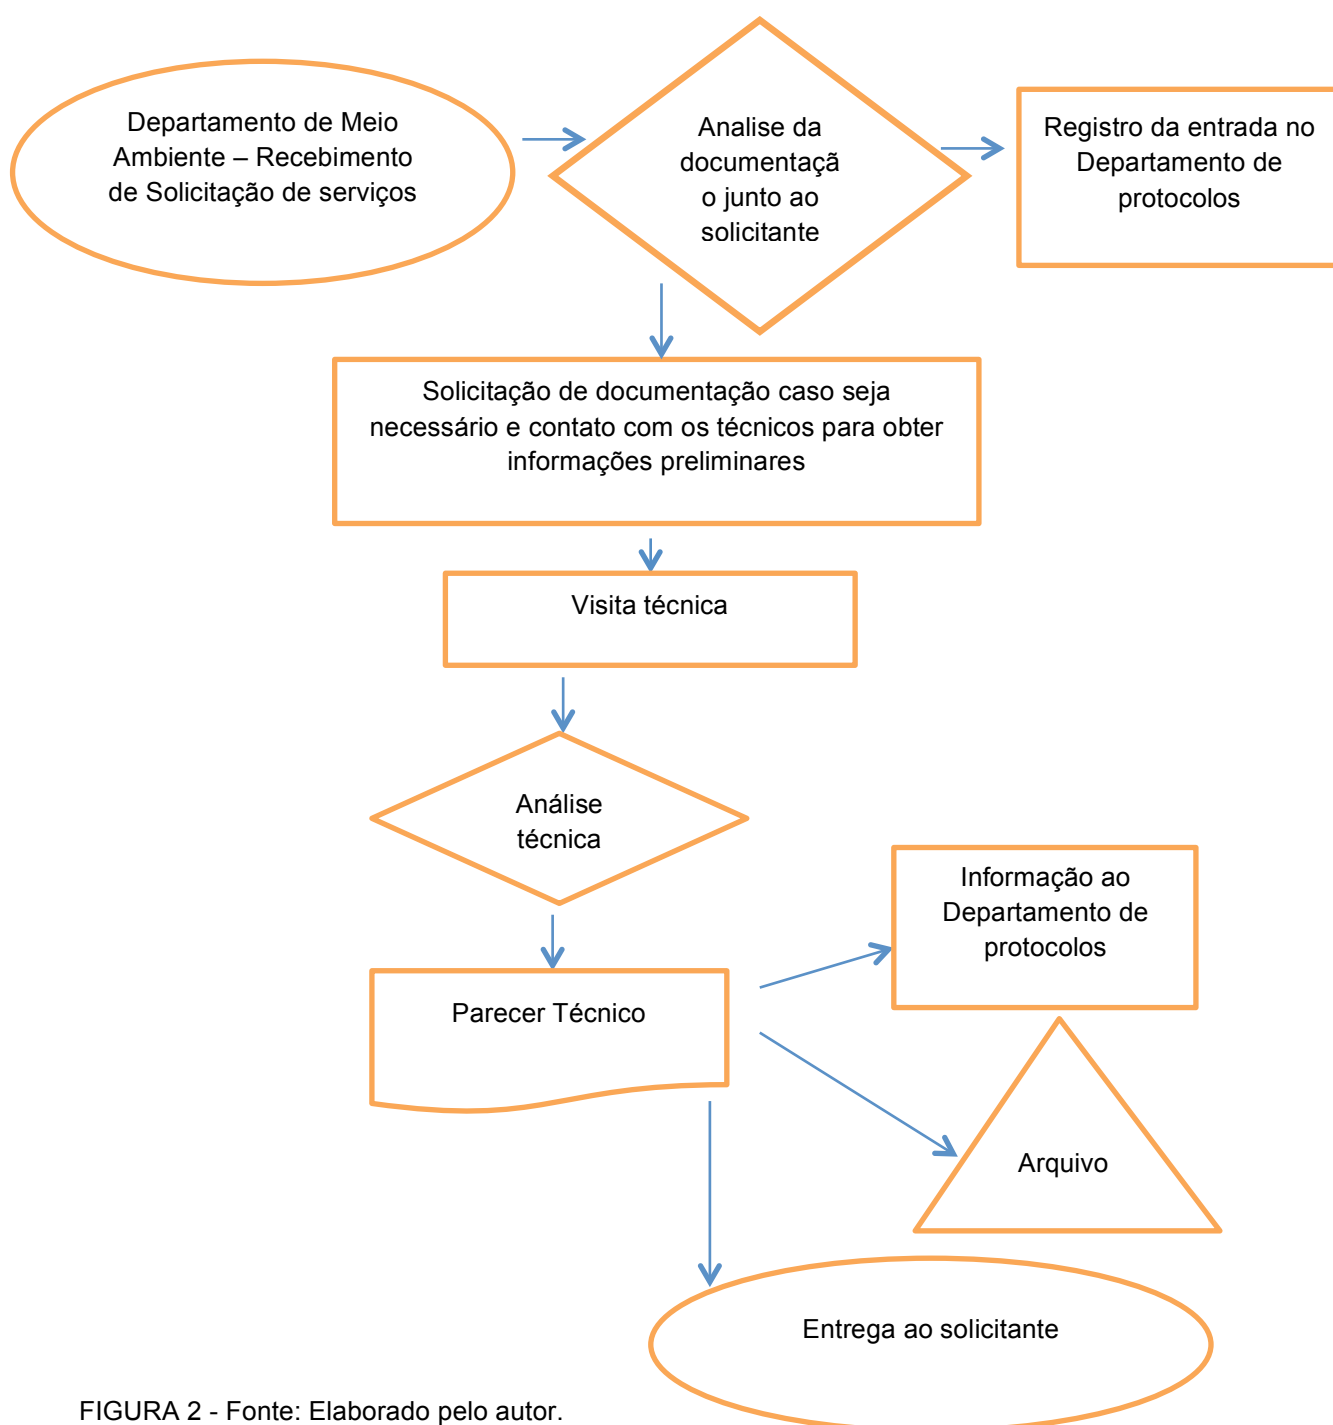 Departamento de Meio
Ambiente – Recebimento
de Solicitação de serviços
Analise da
documentaçã
o junto ao
solicitante
Registro da entrada no
Departamento de
protocolos
Solicitação de documentação caso seja
necessário e contato com os técnicos para obter
informações preliminares
Visita técnica
Análise
técnica
Informação ao
Departamento de
protocolos
Parecer Técnico
Arquivo
Entrega ao solicitante
FIGURA 2 - Fonte: Elaborado pelo autor.